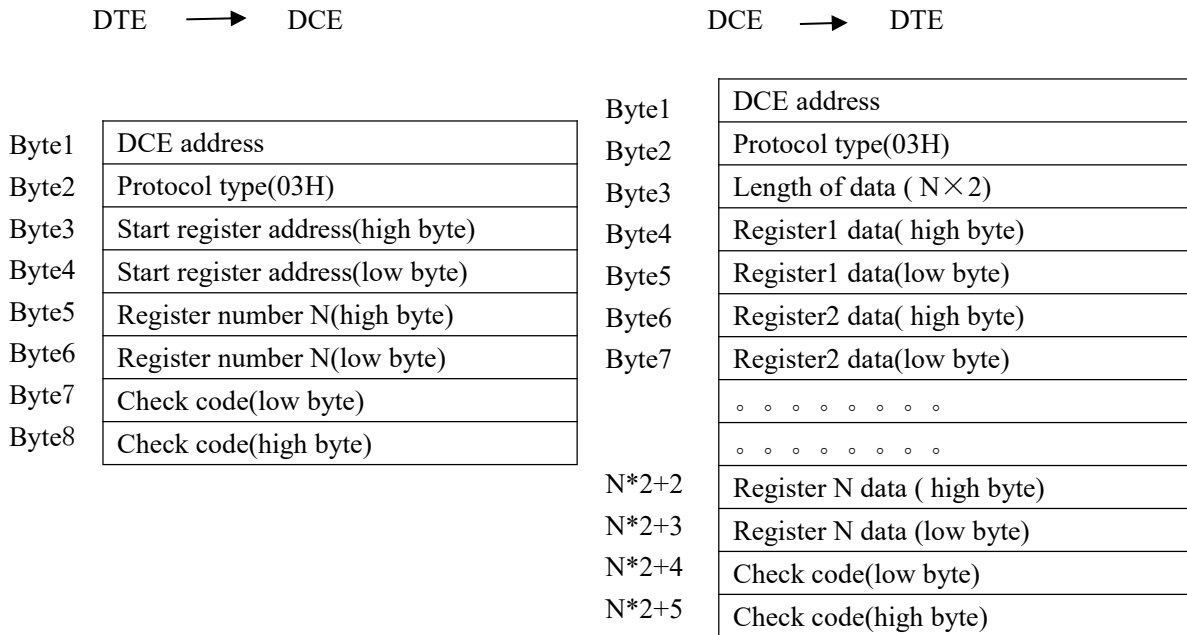 DTE → DCE
Byte1 DCE address
Byte2 Protocol type(03H)
Byte3 Start register address(high byte)
Byte4 Start register address(low byte)
Byte5 Register number N(high byte)
Byte6 Register number N(low byte)
Byte7 Check code(low byte)
Byte8 Check code(high byte)
DCE → DTE
Byte1 DCE address
Byte2 Protocol type(03H)
Byte3 Length of data ( N×2)
Byte4 Register1 data( high byte)
Byte5 Register1 data(low byte)
Byte6 Register2 data( high byte)
Byte7 Register2 data(low byte)
。。。。。。。。
。。。。。。。。
N*2+2 Register N data ( high byte)
N*2+3 Register N data (low byte)
N*2+4 Check code(low byte)
N*2+5 Check code(high byte)